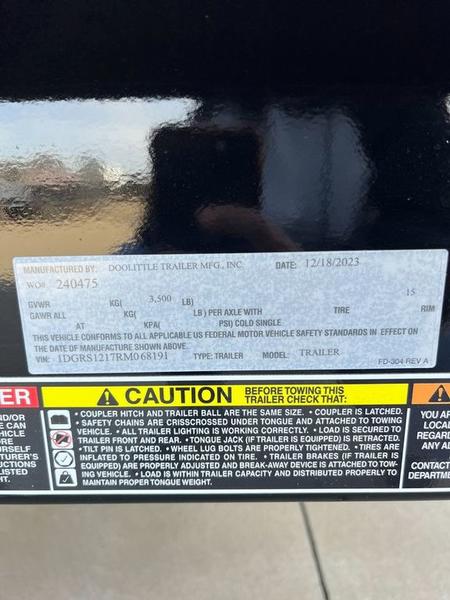 MANUFACTURED BY: DOOLITTLE TRAILER MFG., INC DATE: 12/18/2023
WO# 240475
GVWR KG( 3,500 LB) 15
GAWR ALL KG( LB) PER AXLE WITH TIRE RIM
AT KPA( PSI) COLD SINGLE
THIS VEHICLE CONFORMS TO ALL APPLICABLE US FEDERAL MOTOR VEHICLE SAFETY STANDARDS IN EFFECT
ON THE DATE OF MANUFACTURE SHOWN ABOVE.
VIN: 1DGRS1217RM068191 TYPE: TRAILER MODEL: TRAILER
FD-304 REV A
CAUTION BEFORE TOWING THIS TRAILER CHECK THAT:
• COUPLER HITCH AND TRAILER BALL ARE THE SAME SIZE. • COUPLER IS LATCHED.
• SAFETY CHAINS ARE CRISSCROSSED UNDER TONGUE AND ATTACHED TO TOWING
VEHICLE. • ALL TRAILER LIGHTING IS WORKING CORRECTLY. • LOAD IS SECURED TO
TRAILER FRONT AND REAR. • TONGUE JACK (IF TRAILER IS EQUIPPED) IS RETRACTED.
• TILT PIN IS LATCHED. • WHEEL LUG BOLTS ARE PROPERLY TIGHTENED. • TIRES ARE
INFLATED TO PRESSURE INDICATED ON TIRE. • TRAILER BRAKES (IF TRAILER IS
EQUIPPED) ARE PROPERLY ADJUSTED AND BREAK-AWAY DEVICE IS ATTACHED TO TOW-
ING VEHICLE. • LOAD IS WITHIN TRAILER CAPACITY AND DISTRIBUTED PROPERLY TO
MAINTAIN PROPER TONGUE WEIGHT.
YOU ARE
LOCAL
REGARD
ANY A
CONTACT
DEPARTME